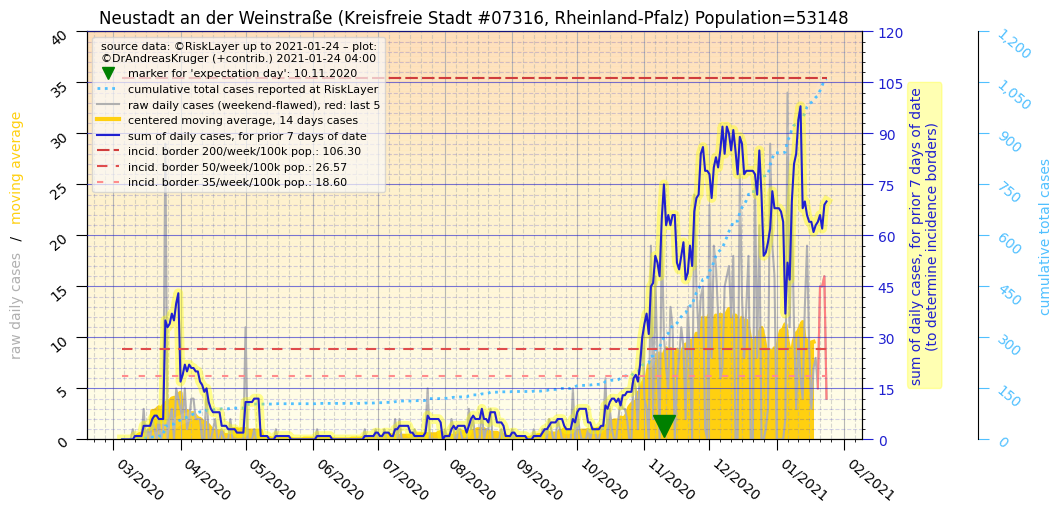 Neustadt an der Weinstraße (Kreisfreie Stadt #07316, Rheinland-Pfalz) Population=53148
source data: ©RiskLayer up to 2021-01-24 – plot:
©DrAndreasKruger (+contrib.) 2021-01-24 04:00
marker for 'expectation day': 10.11.2020
cumulative total cases reported at RiskLayer
raw daily cases (weekend-flawed), red: last 5
centered moving average, 14 days cases
sum of daily cases, for prior 7 days of date
incid. border 200/week/100k pop.: 106.30
incid. border 50/week/100k pop.: 26.57
incid. border 35/week/100k pop.: 18.60
raw daily cases / moving average
40
35
30
25
20
15
10
5
0
03/2020
04/2020
05/2020
06/2020
07/2020
08/2020
09/2020
10/2020
11/2020
12/2020
01/2021
02/2021
120
105
90
75
60
45
30
15
0
sum of daily cases, for prior 7 days of date
(to determine incidence borders)
1,200
1,050
900
750
600
450
300
150
0
cumulative total cases